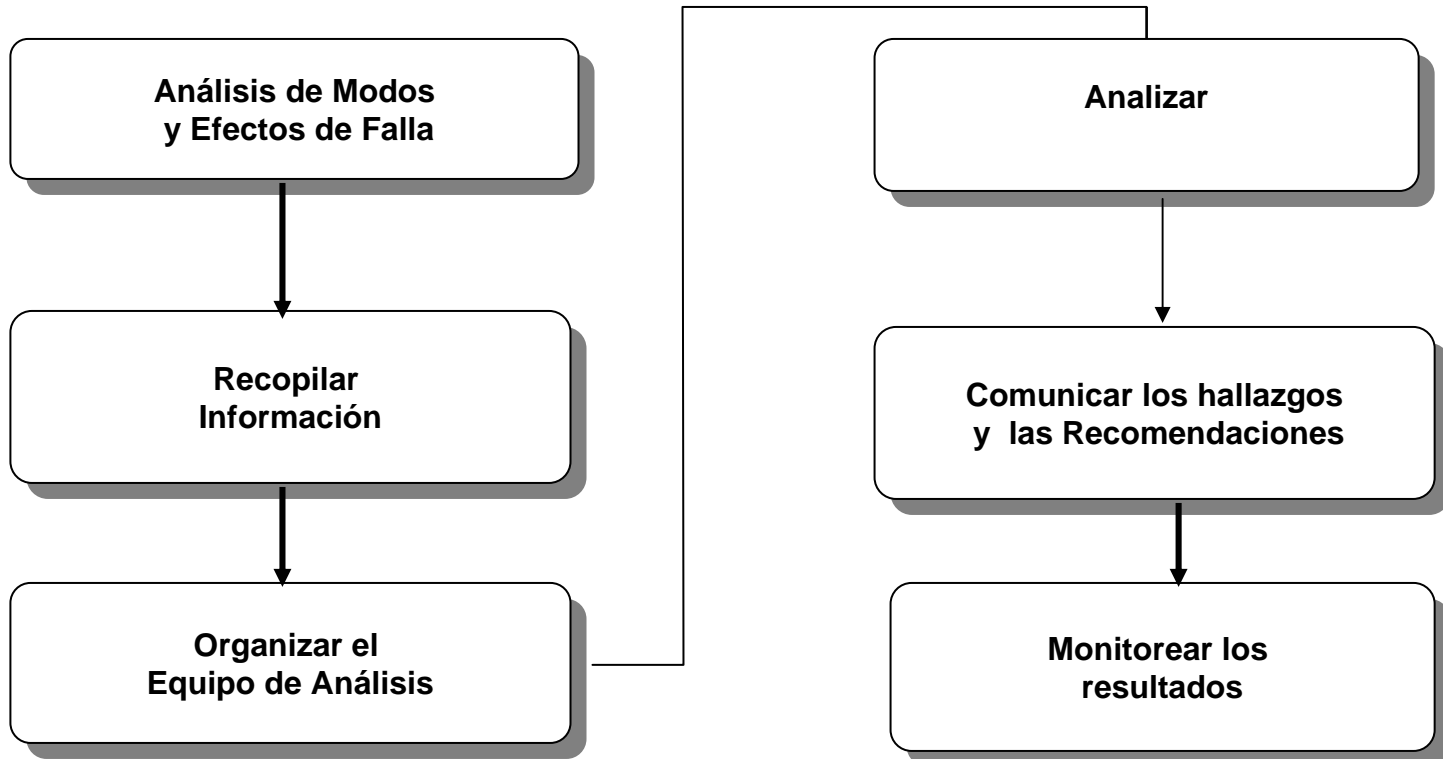 Análisis de Modos
y Efectos de Falla
Recopilar
Información
Organizar el
Equipo de Análisis
Analizar
Comunicar los hallazgos
y las Recomendaciones
Monitorear los
resultados